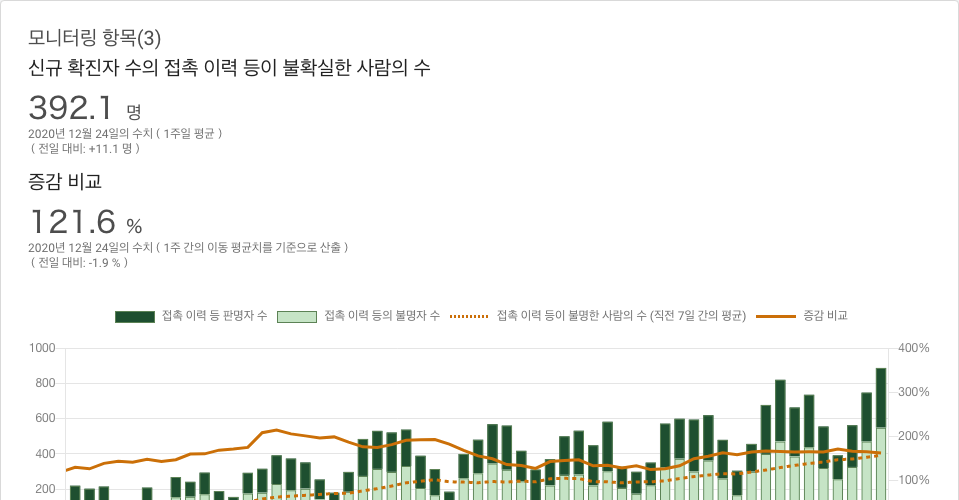 모니터링 항목(3)
신규 확진자 수의 접촉 이력 등이 불확실한 사람의 수
392.1 명
2020년 12월 24일의 수치 ( 1주일 평균 )
( 전일 대비: +11.1 명 )
증감 비교
121.6 %
2020년 12월 24일의 수치 ( 1주 간의 이동 평균치를 기준으로 산출 )
( 전일 대비: -1.9 % )
접촉 이력 등 판명자 수 접촉 이력 등의 불명자 수 접촉 이력 등이 불명한 사람의 수 (직전 7일 간의 평균) 증감 비교
1000 400%
800
300%
600
400 200%
200 100%